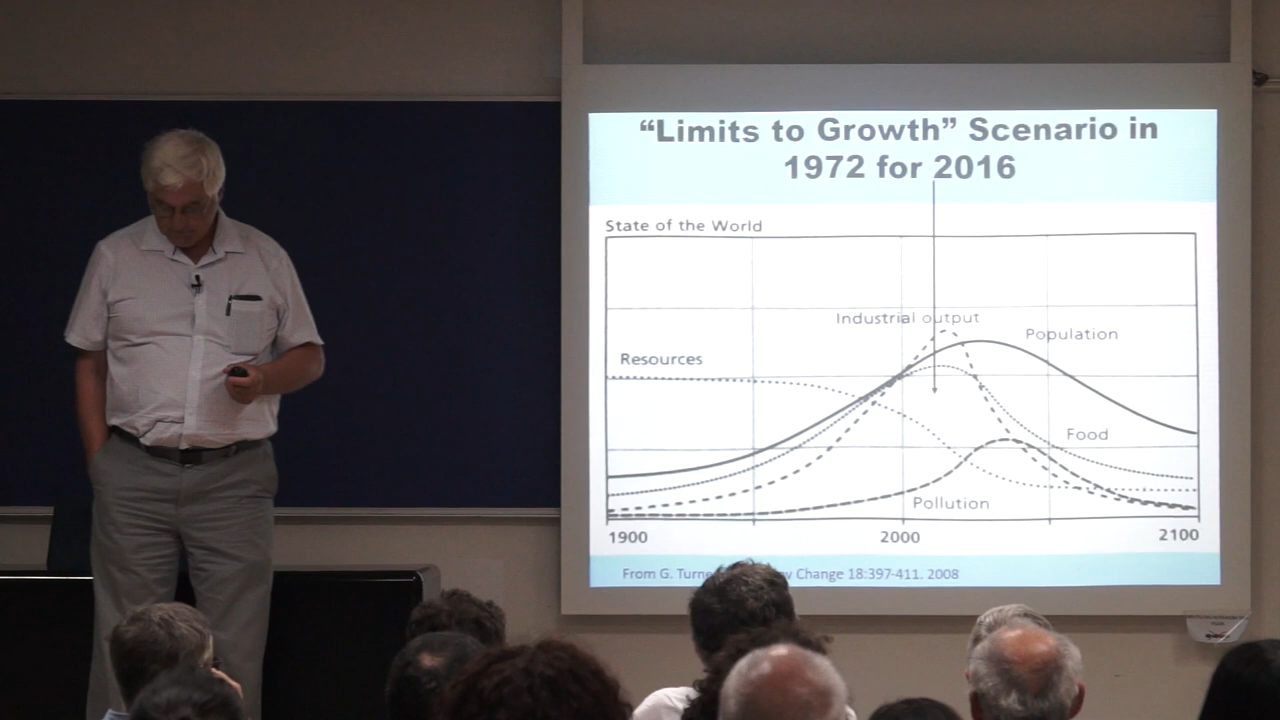 “Limits to Growth” Scenario in
1972 for 2016
State of the World
Industrial output
Population
Resources
Food
Pollution
1900
2000
2100
From G. Turne Change 18:397-411. 2008